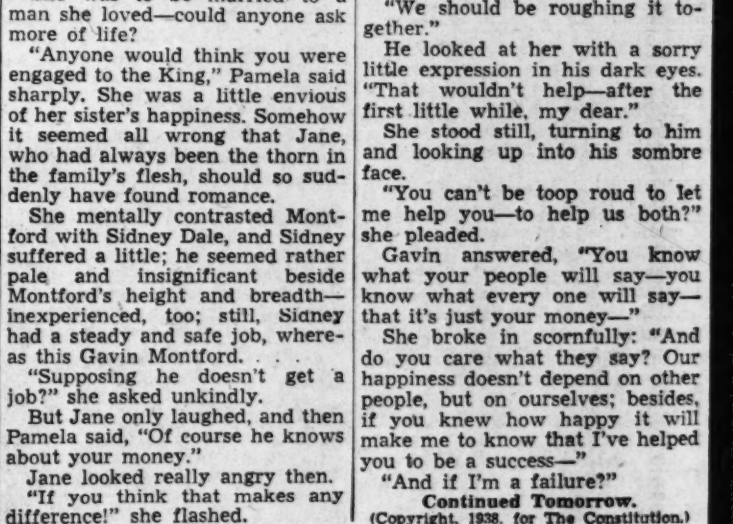 man she loved—could anyone ask
more of life?
"Anyone would think you were
engaged to the King," Pamela said
sharply. She was a little envious
of her sister's happiness. Somehow
it seemed all wrong that Jane,
who had always been the thorn in
the family's flesh, should so sud-
denly have found romance.
She mentally contrasted Mont-
ford with Sidney Dale, and Sidney
suffered a little; he seemed rather
pale and insignificant beside
Montford's height and breadth—
inexperienced, too; still, Sidney
had a steady and safe job, where-
as this Gavin Montford. . . .
"Supposing he doesn't get a
job?" she asked unkindly.
But Jane only laughed, and then
Pamela said, "Of course he knows
about your money."
Jane looked really angry then.
"If you think that makes any
difference!" she flashed.
"We should be roughing it to-
gether."
He looked at her with a sorry
little expression in his dark eyes.
"That wouldn't help—after the
first little while, my dear."
She stood still, turning to him
and looking up into his sombre
face.
"You can't be toop roud to let
me help you—to help us both?"
she pleaded.
Gavin answered, "You know
what your people will say—you
know what every one will say—
that it's just your money—"
She broke in scornfully: "And
do you care what they say? Our
happiness doesn't depend on other
people, but on ourselves; besides,
if you knew how happy it will
make me to know that I've helped
you to be a success—"
"And if I'm a failure?"
Continued Tomorrow.
(Copyright, 1938, for The Constitution.)